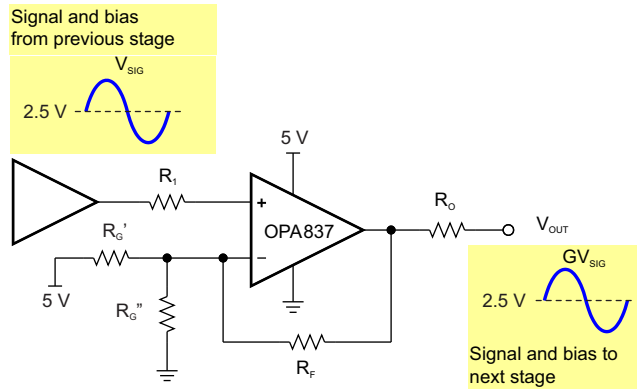 Signal and bias
from previous stage
V_SIG
2.5 V
5 V
R_1
+
OPA837
R_O
V_OUT
R_G'
−
5 V
R_G"
GV_SIG
2.5 V
R_F
Signal and bias to
next stage